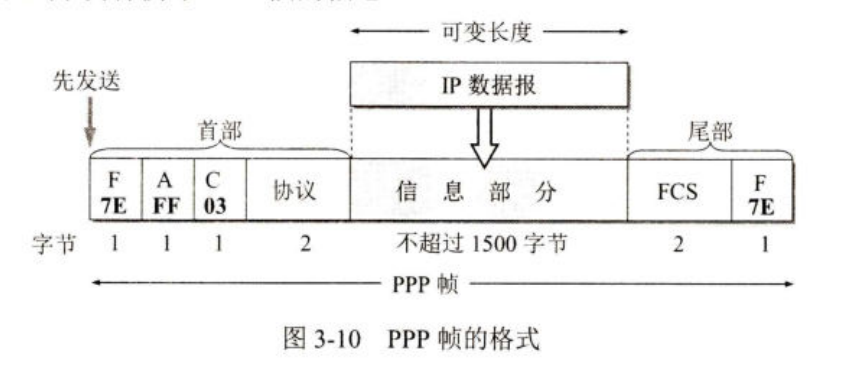 可变长度
IP 数据报
先发送
首部
尾部
F A C 协议 信息部分 FCS F
7E FF 03 7E
字节 1 1 1 2 不超过 1500 字节 2 1
PPP 帧
图 3-10 PPP 帧的格式